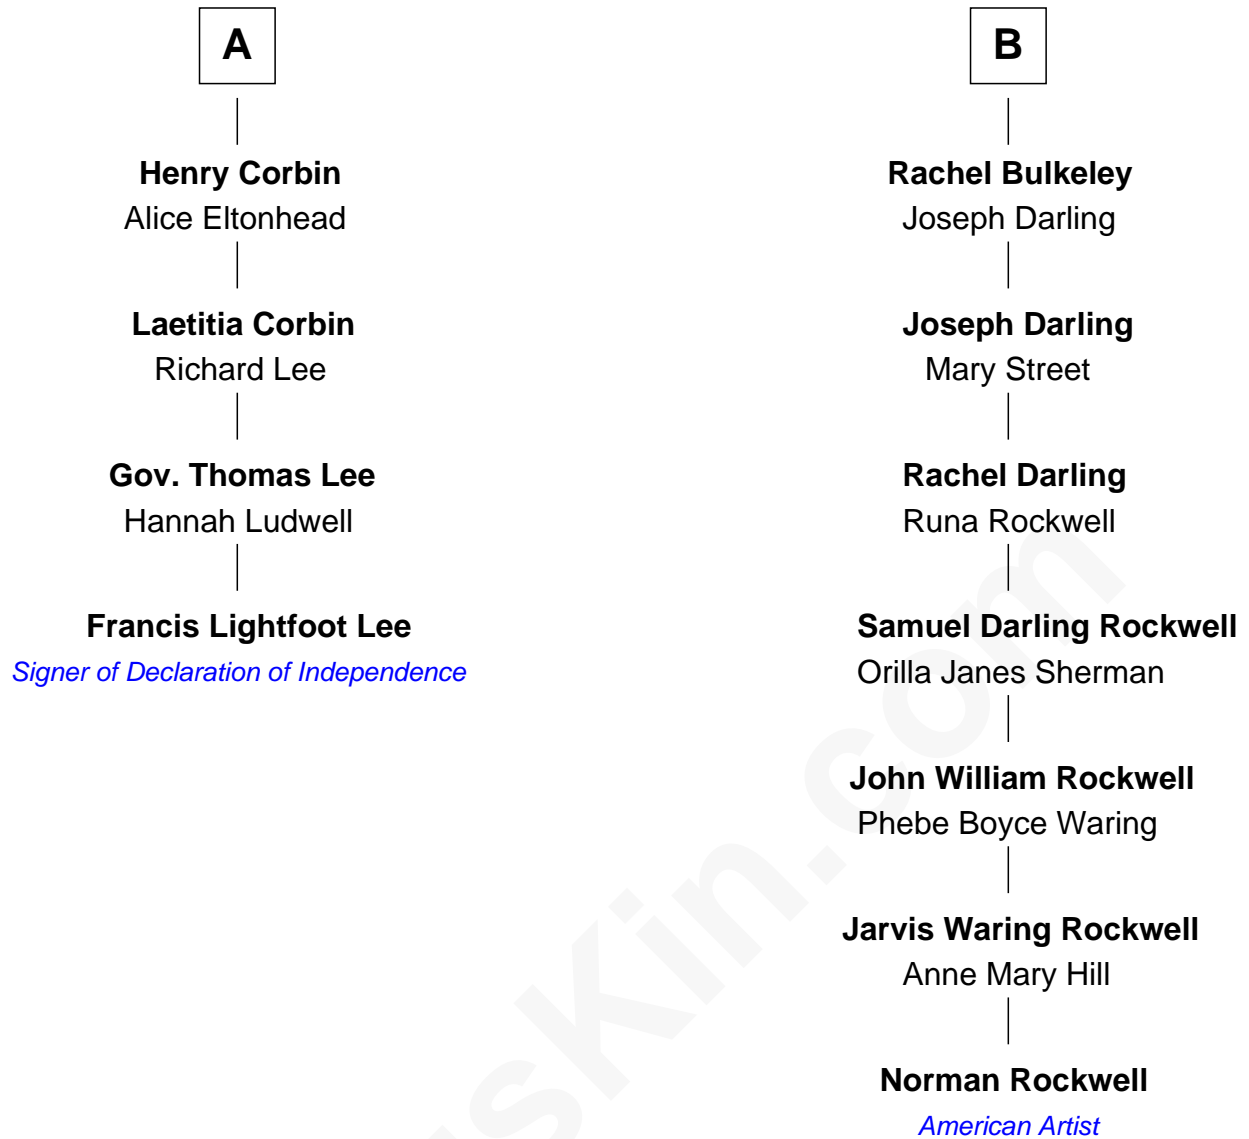 A
Henry Corbin
Alice Eltonhead
Laetitia Corbin
Richard Lee
Gov. Thomas Lee
Hannah Ludwell
Francis Lightfoot Lee
Signer of Declaration of Independence
B
Rachel Bulkeley
Joseph Darling
Joseph Darling
Mary Street
Rachel Darling
Runa Rockwell
Samuel Darling Rockwell
Orilla Janes Sherman
John William Rockwell
Phebe Boyce Waring
Jarvis Waring Rockwell
Anne Mary Hill
Norman Rockwell
American Artist
sKin.com